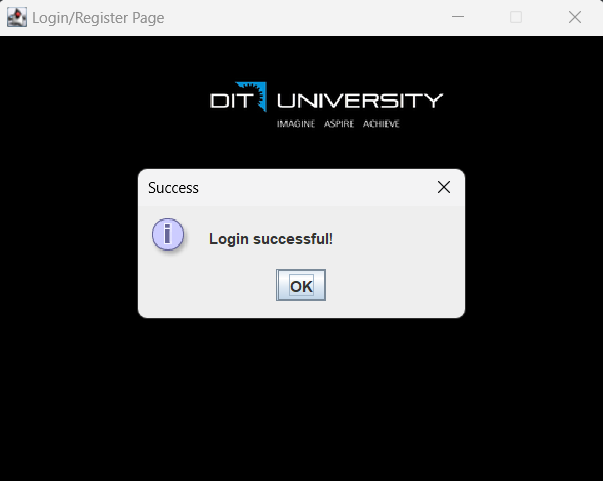 Login/Register Page
DIT UNIVERSITY
IMAGINE ASPIRE ACHIEVE
Success
i
Login successful!
OK